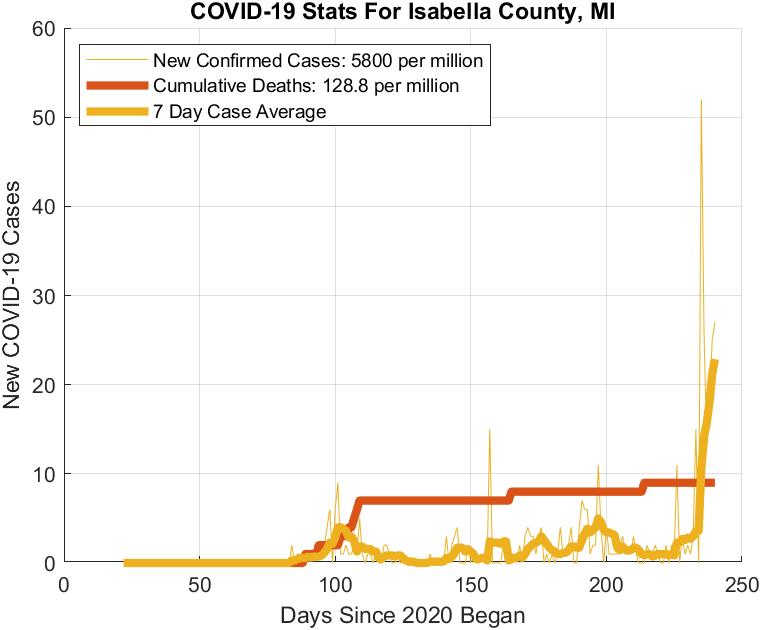 COVID-19 Stats For Isabella County, MI
60
50
40
30
20
10
0
New COVID-19 Cases
New Confirmed Cases: 5800 per million
Cumulative Deaths: 128.8 per million
7 Day Case Average
0
50
100
150
200
250
Days Since 2020 Began